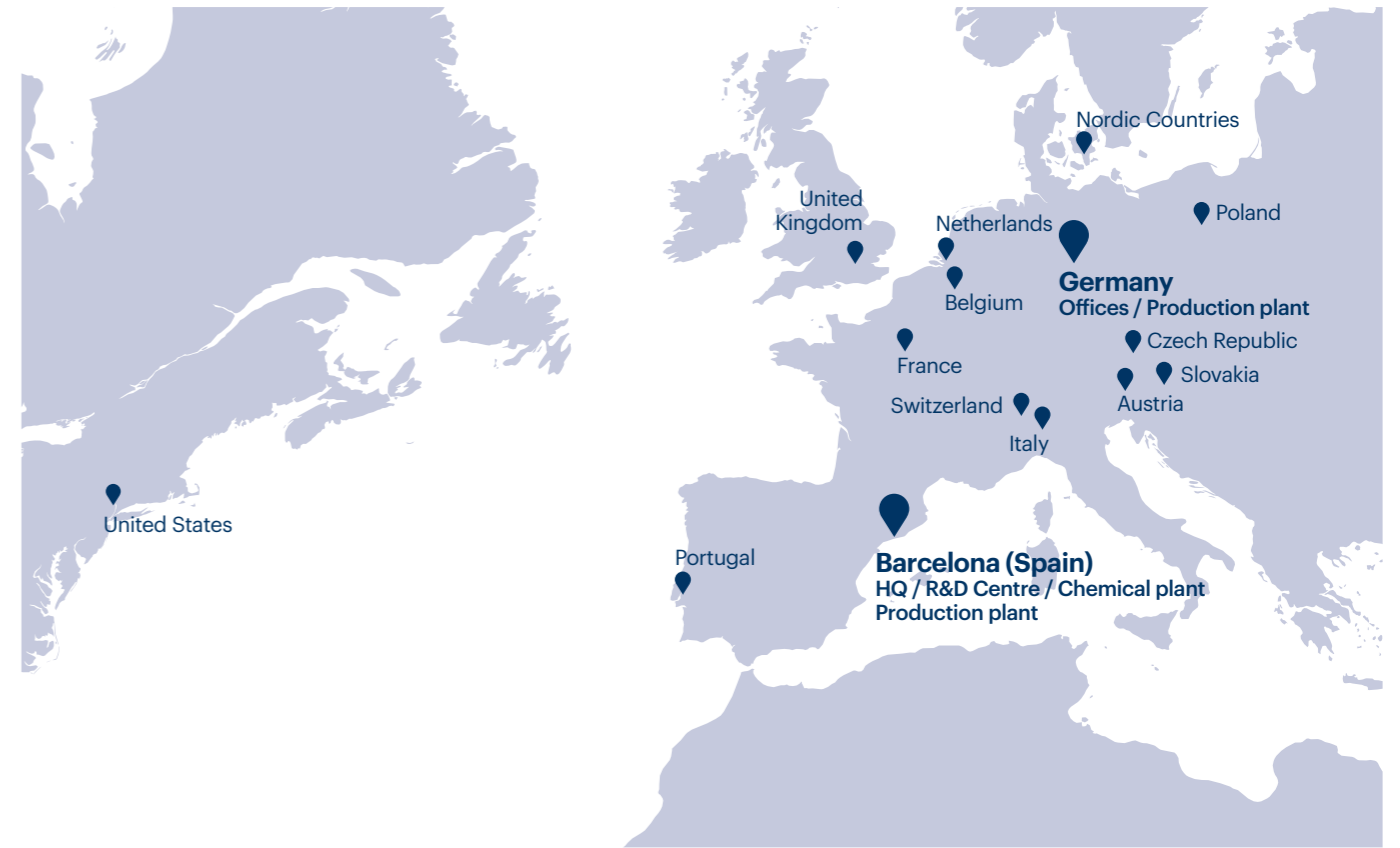 Nordic Countries
United
Kingdom
Netherlands
Poland
Germany
Offices / Production plant
Belgium
Czech Republic
France
Slovakia
Switzerland
Austria
Italy
United States
Portugal
Barcelona (Spain)
HQ / R&D Centre / Chemical plant
Production plant